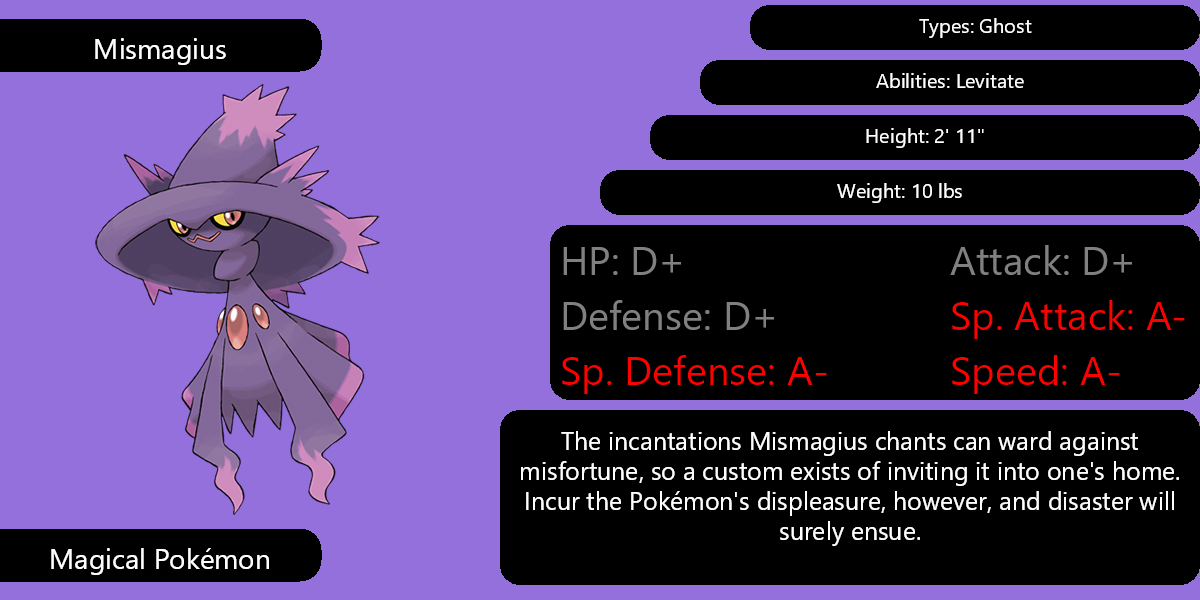 Mismagius
Types: Ghost
Abilities: Levitate
Height: 2' 11"
Weight: 10 lbs
HP: D+
Attack: D+
Defense: D+
Sp. Attack: A-
Sp. Defense: A-
Speed: A-
The incantations Mismagius chants can ward against
misfortune, so a custom exists of inviting it into one's home.
Incur the Pokémon's displeasure, however, and disaster will
surely ensue.
Magical Pokémon